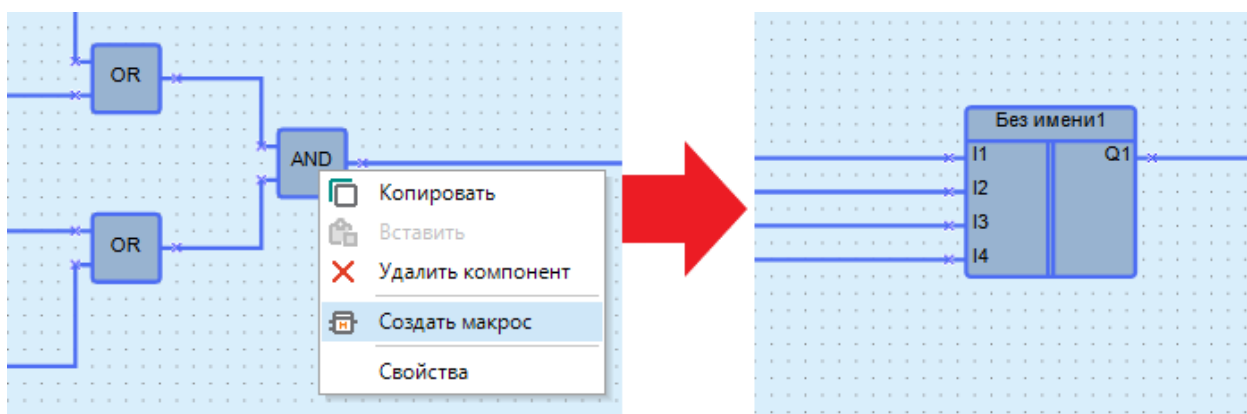 OR
AND
OR
Копировать
Вставить
Удалить компонент
Создать макрос
Свойства
Без имени1
I1 Q1
I2
I3
I4